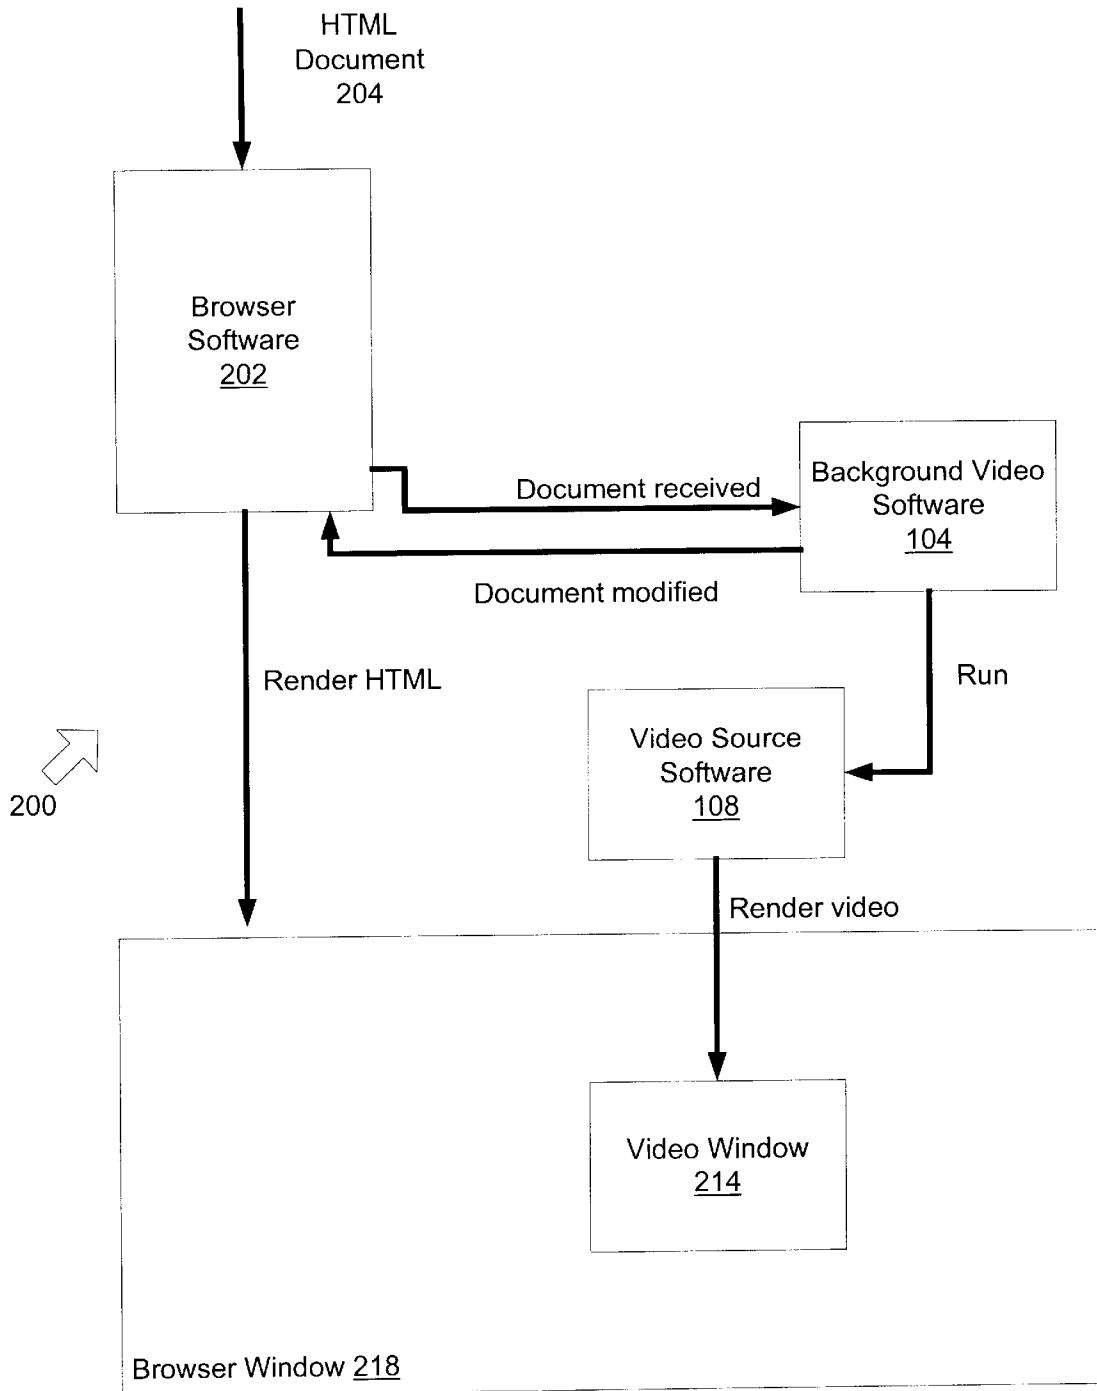 HTML
Document
204
Browser
Software
202
Background Video
Software
104
Document received
Document modified
Render HTML
Run
Video Source
Software
108
200
Render video
Video Window
214
Browser Window 218